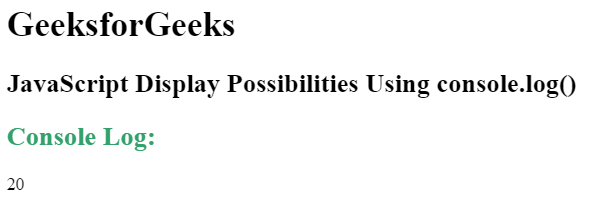 GeeksforGeeks
JavaScript Display Possibilities Using console.log()
Console Log:
20